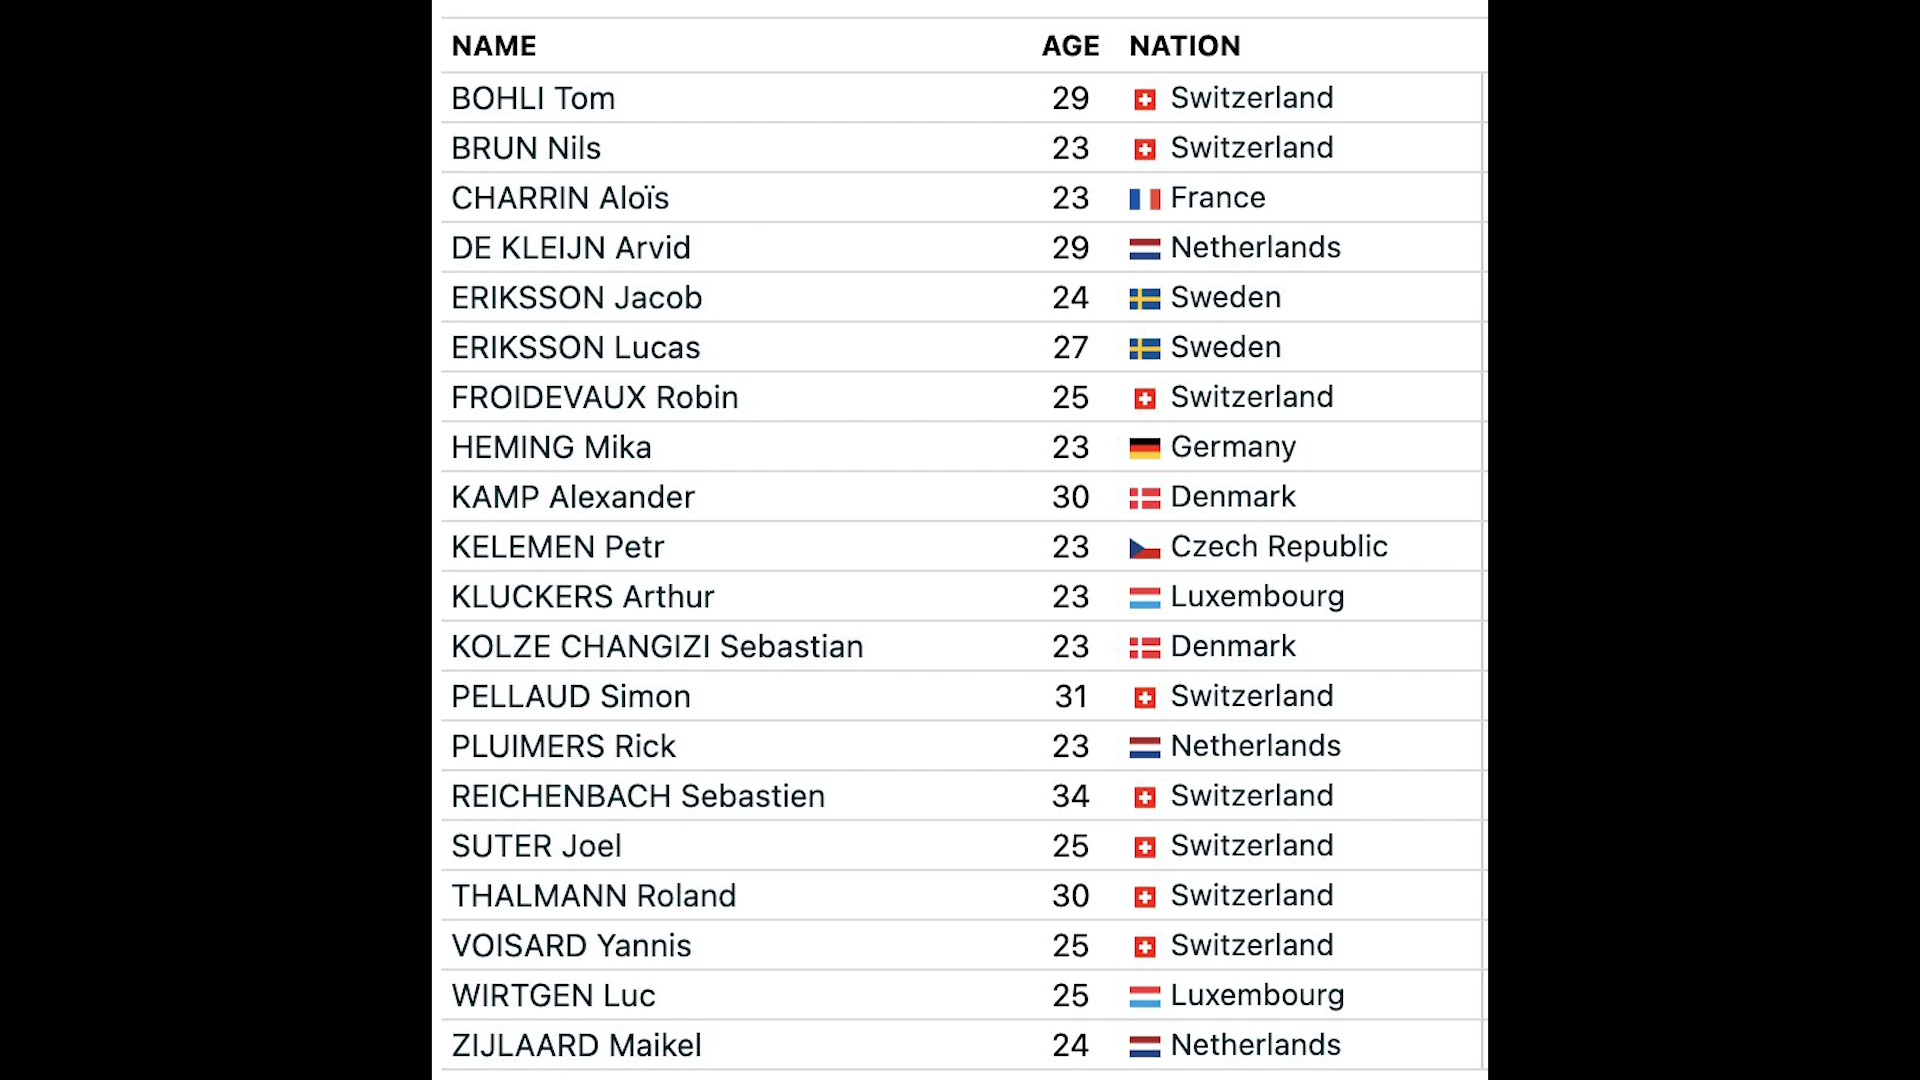 NAME AGE NATION
BOHLI Tom 29 Switzerland
BRUN Nils 23 Switzerland
CHARRIN Aloïs 23 France
DE KLEIJN Arvid 29 Netherlands
ERIKSSON Jacob 24 Sweden
ERIKSSON Lucas 27 Sweden
FROIDEVAUX Robin 25 Switzerland
HEMING Mika 23 Germany
KAMP Alexander 30 Denmark
KELEMEN Petr 23 Czech Republic
KLUCKERS Arthur 23 Luxembourg
KOLZE CHANGIZI Sebastian 23 Denmark
PELLAUD Simon 31 Switzerland
PLUIMERS Rick 23 Netherlands
REICHENBACH Sebastien 34 Switzerland
SUTER Joel 25 Switzerland
THALMANN Roland 30 Switzerland
VOISARD Yannis 25 Switzerland
WIRTGEN Luc 25 Luxembourg
ZIJLAARD Maikel 24 Netherlands